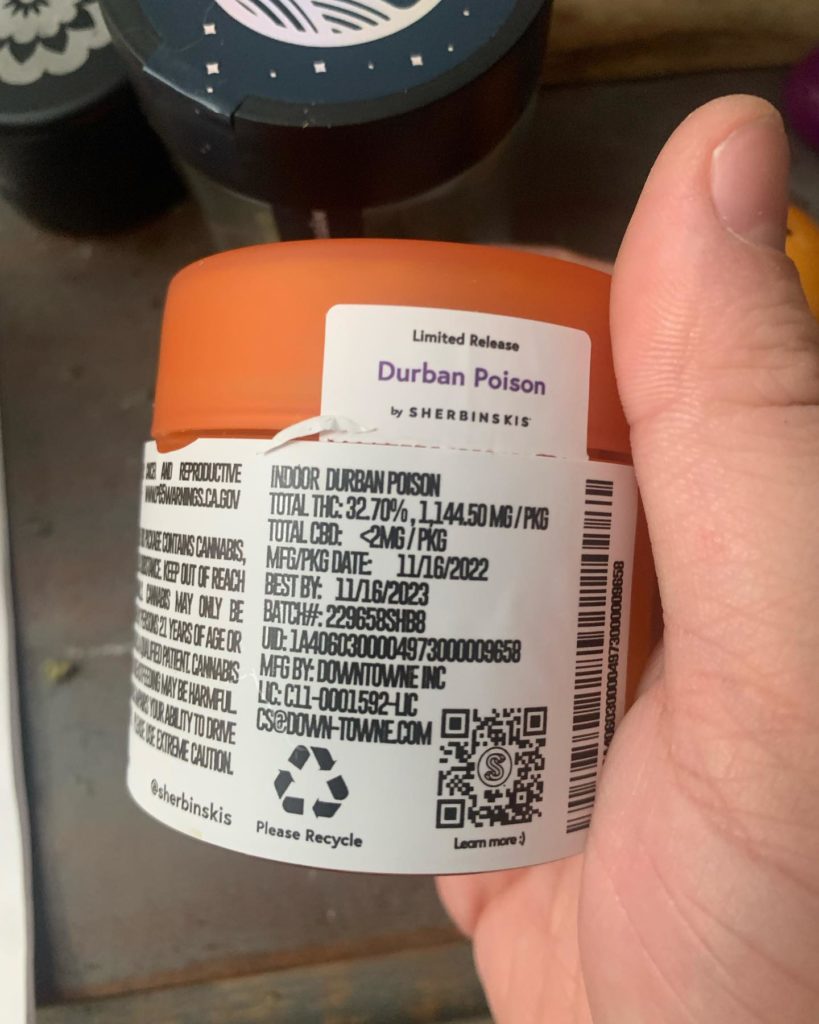 Limited Release
Durban Poison
by SHERBINSKIS
AND REPRODUCTIVE
WWW.P65WARNINGS.CA.GOV
PACKAGE CONTAINS CANNABIS,
KEEP OUT OF REACH
CANNABIS MAY ONLY BE
PERSONS 21 YEARS OF AGE OR
QUALIFIED PATIENT. CANNABIS
MAY BE HARMFUL.
YOUR ABILITY TO DRIVE
USE EXTREME CAUTION.
@sherbinskis
INDOOR DURBAN POISON
TOTAL THC: 32.70% , 1,144.50 MG / PKG
TOTAL CBD: <2MG / PKG
MFG/PKG DATE: 11/16/2022
BEST BY: 11/16/2023
BATCH#: 229658SHB8
UID: 1A4060300004973000009658
MFG BY: DOWNTOWNE INC
LIC: C11-0001592-LIC
CS@DOWN-TOWNE.COM
Please Recycle
S
Learn more :)
1A4060300004973000009658